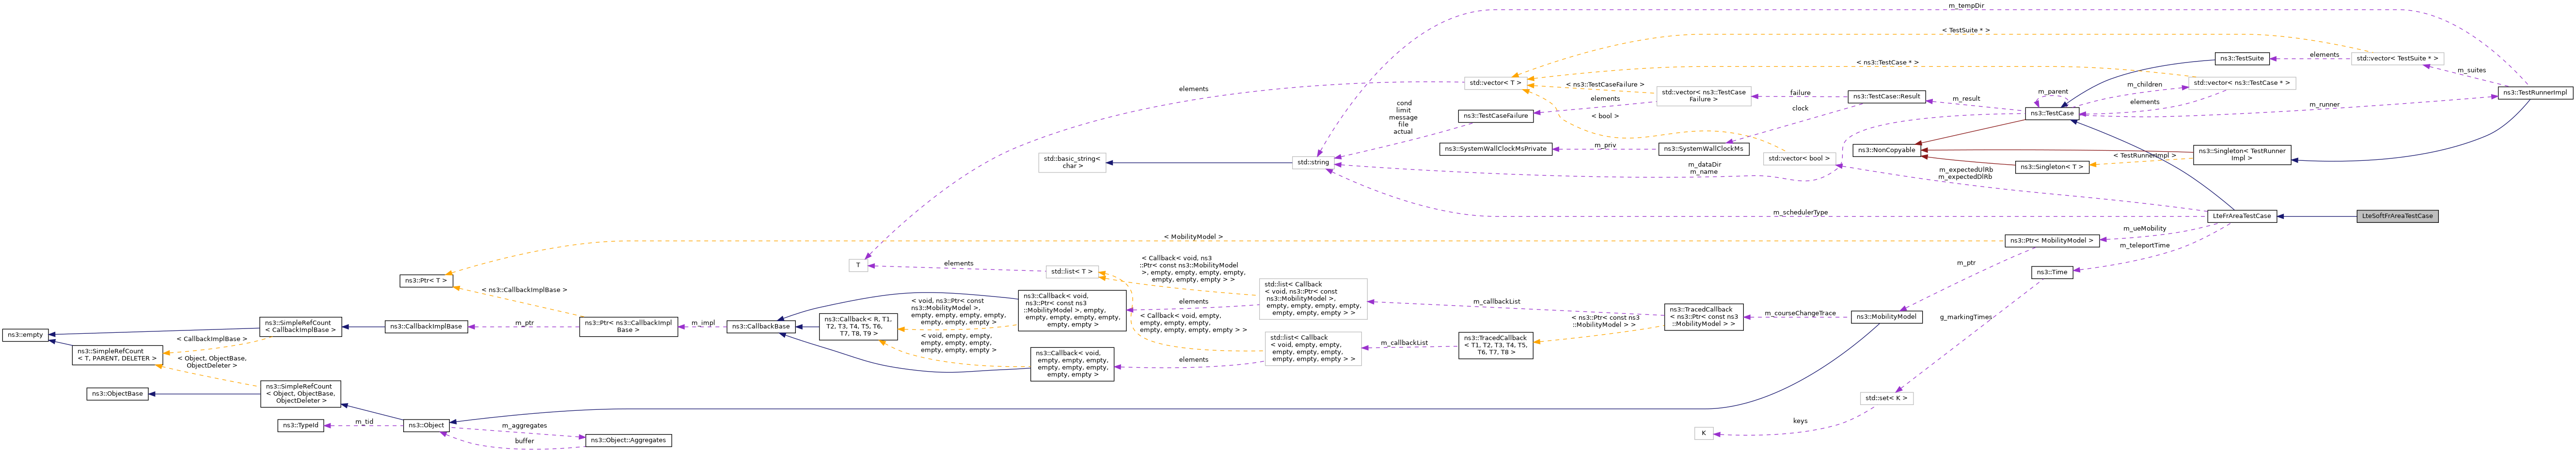 m_tempDir
< TestSuite * >
ns3::TestSuite
elements
std::vector< TestSuite * >
m_suites
ns3::TestRunnerImpl
< ns3::TestCase * >
std::vector< T >
elements
< ns3::TestCaseFailure >
std::vector< ns3::TestCase
Failure >
failure
ns3::TestCase::Result
m_result
m_parent
m_children
std::vector< ns3::TestCase * >
elements
m_runner
ns3::TestCase
cond
limit
message
file
actual
elements
ns3::TestCaseFailure
< bool >
clock
ns3::SystemWallClockMsPrivate
m_priv
ns3::SystemWallClockMs
std::vector< bool >
ns3::NonCopyable
< TestRunnerImpl >
ns3::Singleton< T >
ns3::Singleton< TestRunner
Impl >
std::basic_string<
char >
std::string
m_dataDir
m_name
m_expectedUlRb
m_expectedDlRb
m_schedulerType
LteFrAreaTestCase
LteSoftFrAreaTestCase
m_ueMobility
m_teleportTime
< MobilityModel >
ns3::Ptr< MobilityModel >
m_ptr
ns3::Time
T
elements
std::list< T >
< Callback< void, ns3
::Ptr< const ns3::MobilityModel
>, empty, empty, empty, empty,
empty, empty, empty > >
std::list< Callback
< void, ns3::Ptr< const
ns3::MobilityModel >,
empty, empty, empty, empty,
empty, empty, empty > >
m_callbackList
ns3::TracedCallback
< ns3::Ptr< const ns3
::MobilityModel > >
m_courseChangeTrace
ns3::MobilityModel
g_markingTimes
ns3::Ptr< T >
< ns3::CallbackImplBase >
ns3::Callback< void,
ns3::Ptr< const ns3
::MobilityModel >, empty,
empty, empty, empty, empty,
empty, empty >
elements
< void, ns3::Ptr< const
ns3::MobilityModel >,
empty, empty, empty, empty,
empty, empty, empty >
< void, empty, empty,
empty, empty, empty,
empty, empty, empty >
< Callback< void, empty,
empty, empty, empty,
empty, empty, empty, empty > >
ns3::Callback< R, T1,
T2, T3, T4, T5, T6,
T7, T8, T9 >
ns3::CallbackBase
m_impl
ns3::Ptr< ns3::CallbackImpl
Base >
m_ptr
ns3::CallbackImplBase
ns3::SimpleRefCount
< CallbackImplBase >
ns3::empty
< CallbackImplBase >
ns3::SimpleRefCount
< T, PARENT, DELETER >
< Object, ObjectBase,
ObjectDeleter >
ns3::Callback< void,
empty, empty, empty,
empty, empty, empty,
empty, empty >
elements
std::list< Callback
< void, empty, empty,
empty, empty, empty,
empty, empty, empty > >
m_callbackList
ns3::TracedCallback
< T1, T2, T3, T4, T5,
T6, T7, T8 >
< ns3::Ptr< const ns3
::MobilityModel > >
ns3::ObjectBase
ns3::SimpleRefCount
< Object, ObjectBase,
ObjectDeleter >
std::set< K >
keys
K
ns3::TypeId
m_tid
ns3::Object
m_aggregates
buffer
ns3::Object::Aggregates